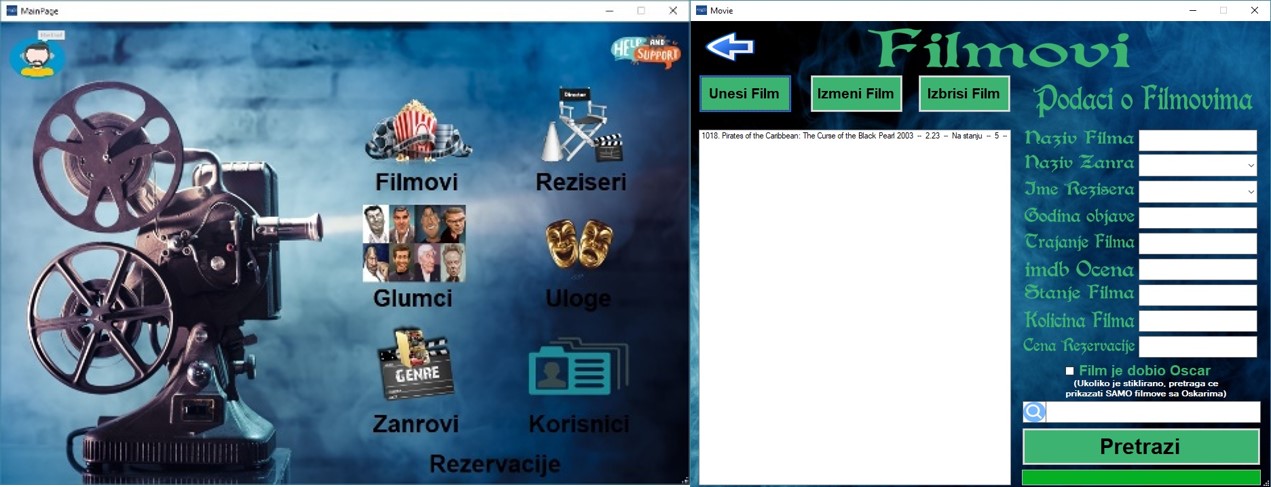 MainPage
HELP AND SUPPORT
Director
Filmovi
Reziseri
Glumci
Uloge
GENRE
Zanrovi
Korisnici
Rezervacije
Movie
Filmovi
Unesi Film
Izmeni Film
Izbrisi Film
Podaci o Filmovima
1018. Pirates of the Caribbean: The Curse of the Black Pearl 2003 -- 2.23 -- Na stanju -- 5 --
Naziv Filma
Naziv Zanra
Ime Rezisera
Godina objave
Trajanje Filma
imdb Ocena
Stanje Filma
Kolicina Filma
Cena Rezervacije
Film je dobio Oscar
(Ukoliko je stiklirano, pretraga ce
prikazati SAMO filmove sa Oskarima)
Pretrazi